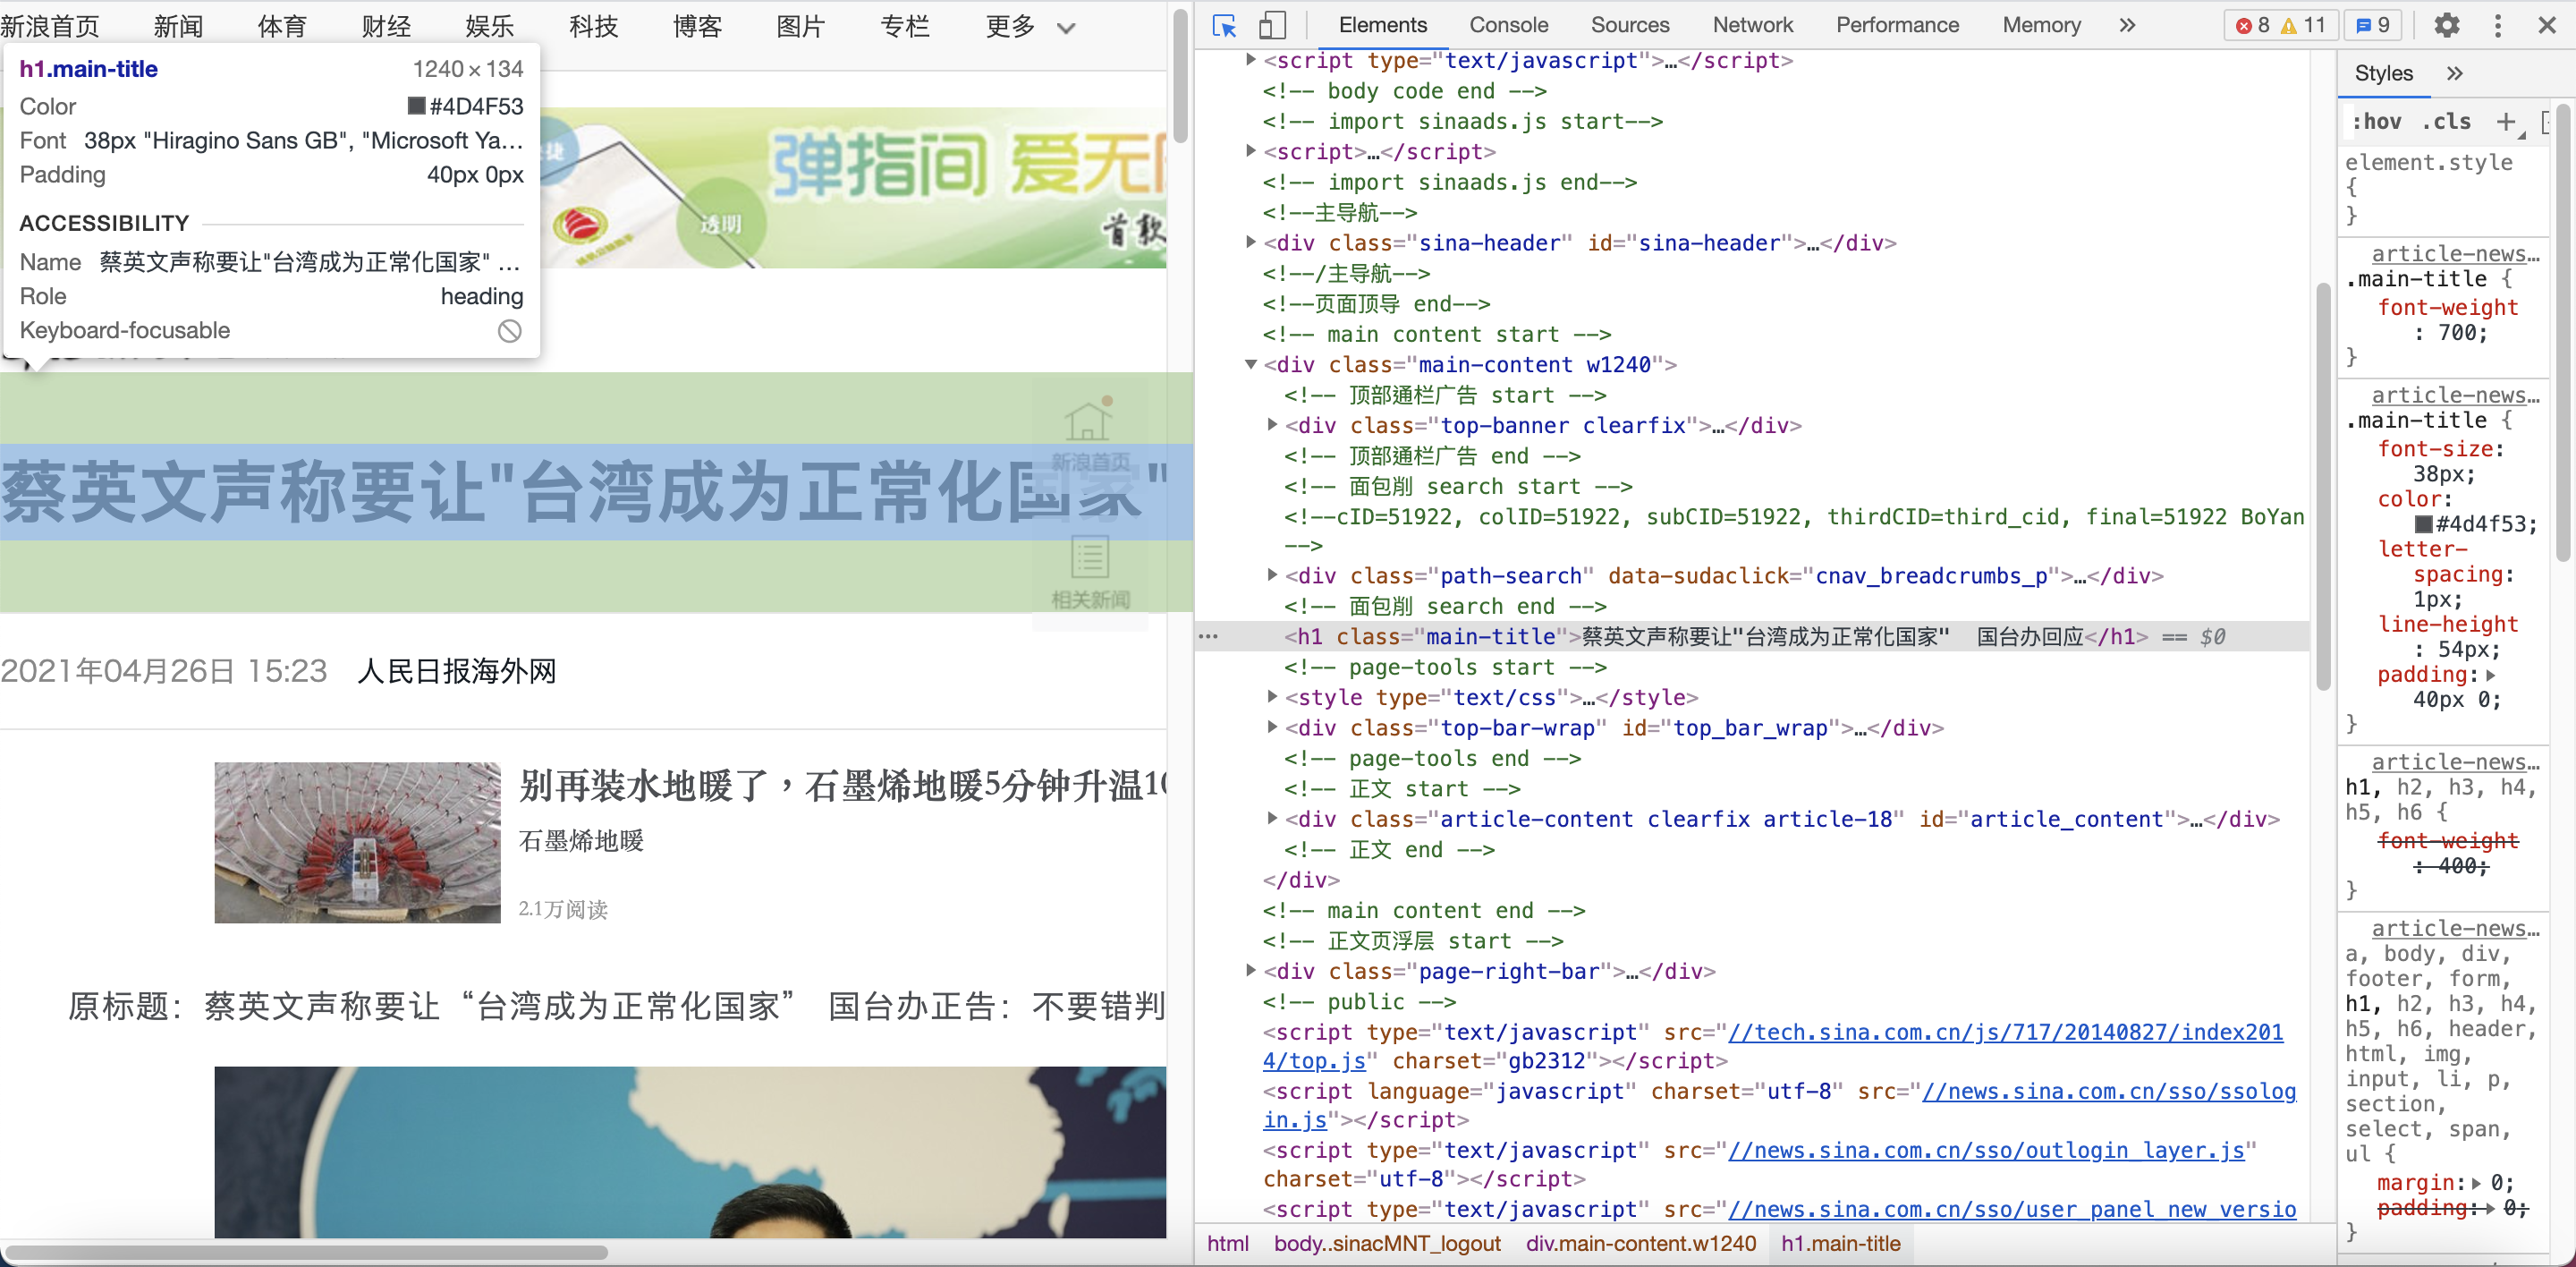 新浪首页 新闻 体育 财经 娱乐 科技 博客 图片 专栏 更多
h1.main-title 1240×134
Color #4D4F53
Font 38px "Hiragino Sans GB", "Microsoft Ya…
Padding 40px 0px
ACCESSIBILITY
Name 蔡英文声称要让"台湾成为正常化国家" …
Role heading
Keyboard-focusable
弹指间 爱无
透明
首款
新浪首页
蔡英文声称要让"台湾成为正常化国家"
相关新闻
2021年04月26日 15:23 人民日报海外网
别再装水地暖了，石墨烯地暖5分钟升温10
石墨烯地暖
2.1万阅读
原标题：蔡英文声称要让“台湾成为正常化国家” 国台办正告：不要错判
Elements Console Sources Network Performance Memory » 8 11 9
<script type="text/javascript">…</script>
<!-- body code end -->
<!-- import sinaads.js start-->
<script>…</script>
<!-- import sinaads.js end-->
<!--主导航-->
<div class="sina-header" id="sina-header">…</div>
<!--/主导航-->
<!--页面顶导 end-->
<!-- main content start -->
<div class="main-content w1240">
<!-- 顶部通栏广告 start -->
<div class="top-banner clearfix">…</div>
<!-- 顶部通栏广告 end -->
<!-- 面包削 search start -->
<!--cID=51922, colID=51922, subCID=51922, thirdCID=third_cid, final=51922 BoYan
-->
<div class="path-search" data-sudaclick="cnav_breadcrumbs_p">…</div>
<!-- 面包削 search end -->
<h1 class="main-title">蔡英文声称要让"台湾成为正常化国家" 国台办回应</h1> == $0
<!-- page-tools start -->
<style type="text/css">…</style>
<div class="top-bar-wrap" id="top_bar_wrap">…</div>
<!-- page-tools end -->
<!-- 正文 start -->
<div class="article-content clearfix article-18" id="article_content">…</div>
<!-- 正文 end -->
</div>
<!-- main content end -->
<!-- 正文页浮层 start -->
<div class="page-right-bar">…</div>
<!-- public -->
<script type="text/javascript" src="//tech.sina.com.cn/js/717/20140827/index201
4/top.js" charset="gb2312"></script>
<script language="javascript" charset="utf-8" src="//news.sina.com.cn/sso/ssolog
in.js"></script>
<script type="text/javascript" src="//news.sina.com.cn/sso/outlogin_layer.js"
charset="utf-8"></script>
<script type="text/javascript" src="//news.sina.com.cn/sso/user_panel_new_versio
html body..sinacMNT_logout div.main-content.w1240 h1.main-title
Styles »
:hov .cls +
element.style
{
}
article-news…
.main-title {
font-weight
: 700;
}
article-news…
.main-title {
font-size:
38px;
color:
#4d4f53;
letter-
spacing:
1px;
line-height
: 54px;
padding:
40px 0;
}
article-news…
h1, h2, h3, h4,
h5, h6 {
font-weight
: 400;
}
article-news…
a, body, div,
footer, form,
h1, h2, h3, h4,
h5, h6, header,
html, img,
input, li, p,
section,
select, span,
ul {
margin: 0;
padding: 0;
}